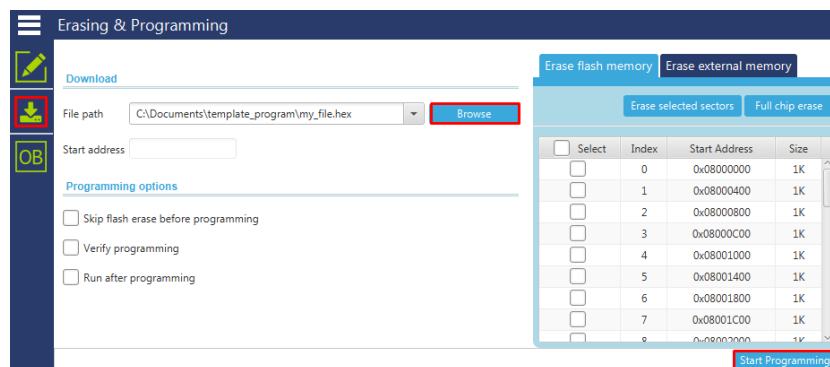 Erasing & Programming
Download
File path C:\Documents\template_program\my_file.hex Browse
Start address
Programming options
Skip flash erase before programming
Verify programming
Run after programming
OB
Erase flash memory Erase external memory
Erase selected sectors Full chip erase
Select Index Start Address Size
0 0x08000000 1K
1 0x08000400 1K
2 0x08000800 1K
3 0x08000C00 1K
4 0x08001000 1K
5 0x08001400 1K
6 0x08001800 1K
7 0x08001C00 1K
8 0x08002000 1K
Start Programming